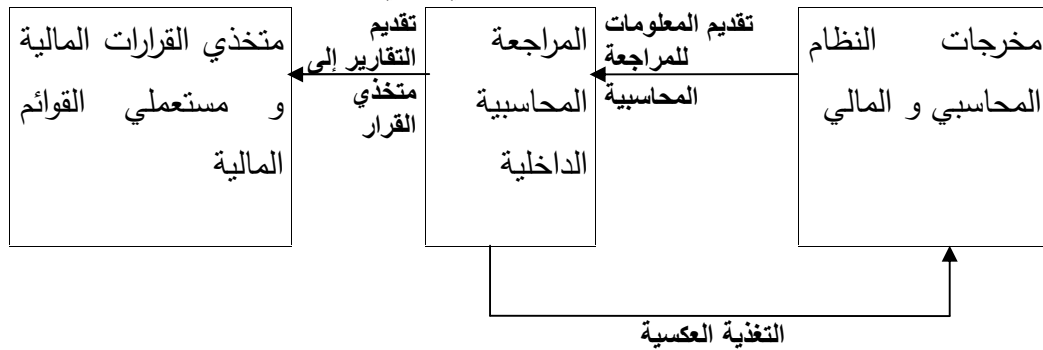 مخرجات النظام
المحاسبي و المالي
تقديم المعلومات
للمراجعة
المحاسبية
المراجعة
المحاسبية
الداخلية
تقديم
التقارير إلى
متخذي
القرار
متخذي القرارات المالية
و مستعملي القوائم
المالية
التغذية العكسية